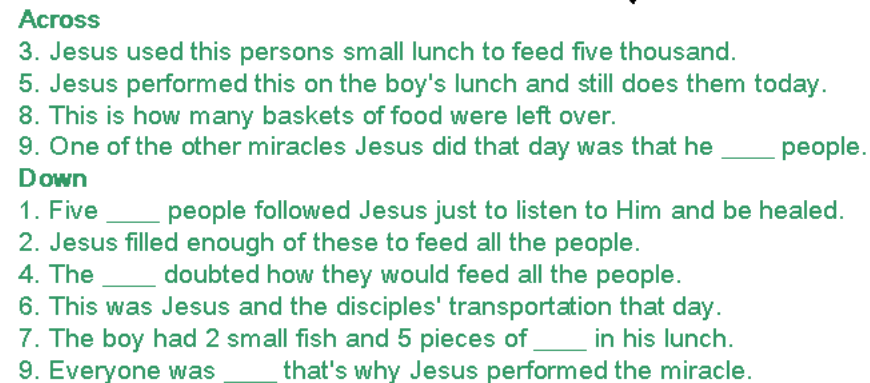 Across
3. Jesus used this persons small lunch to feed five thousand.
5. Jesus performed this on the boy's lunch and still does them today.
8. This is how many baskets of food were left over.
9. One of the other miracles Jesus did that day was that he ____ people.
Down
1. Five ____ people followed Jesus just to listen to Him and be healed.
2. Jesus filled enough of these to feed all the people.
4. The ____ doubted how they would feed all the people.
6. This was Jesus and the disciples' transportation that day.
7. The boy had 2 small fish and 5 pieces of ____ in his lunch.
9. Everyone was ____ that's why Jesus performed the miracle.